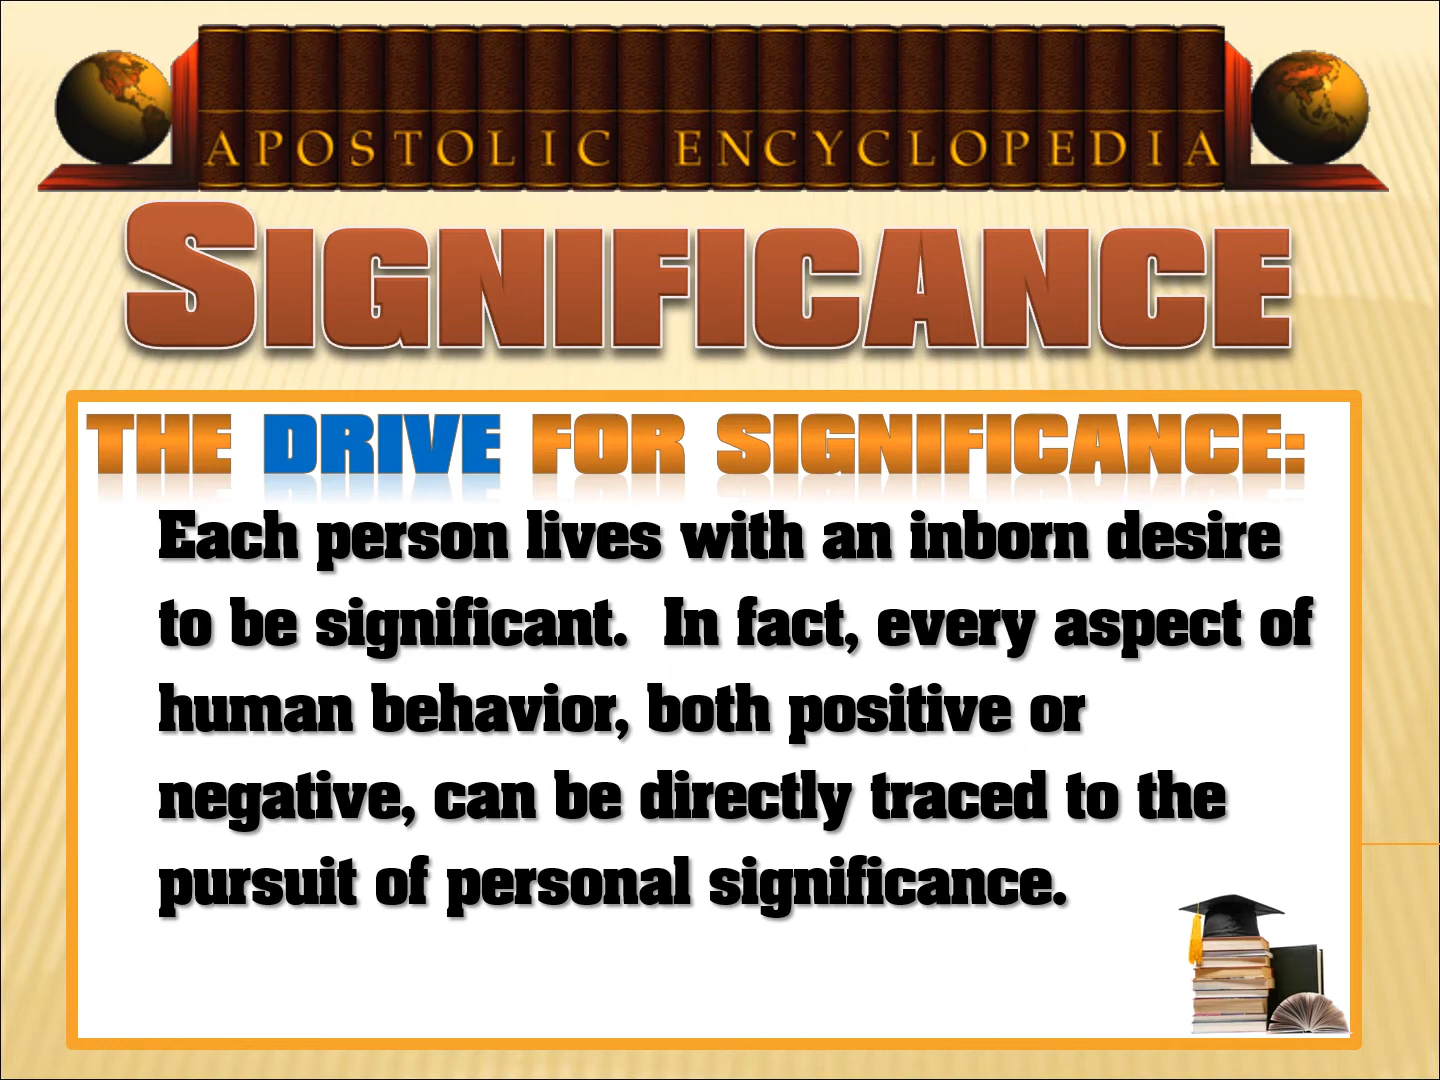 APOSTOLIC ENCYCLOPEDIA
SIGNIFICANCE
THE DRIVE FOR SIGNIFICANCE:
Each person lives with an inborn desire
to be significant.  In fact, every aspect of
human behavior, both positive or
negative, can be directly traced to the
pursuit of personal significance.